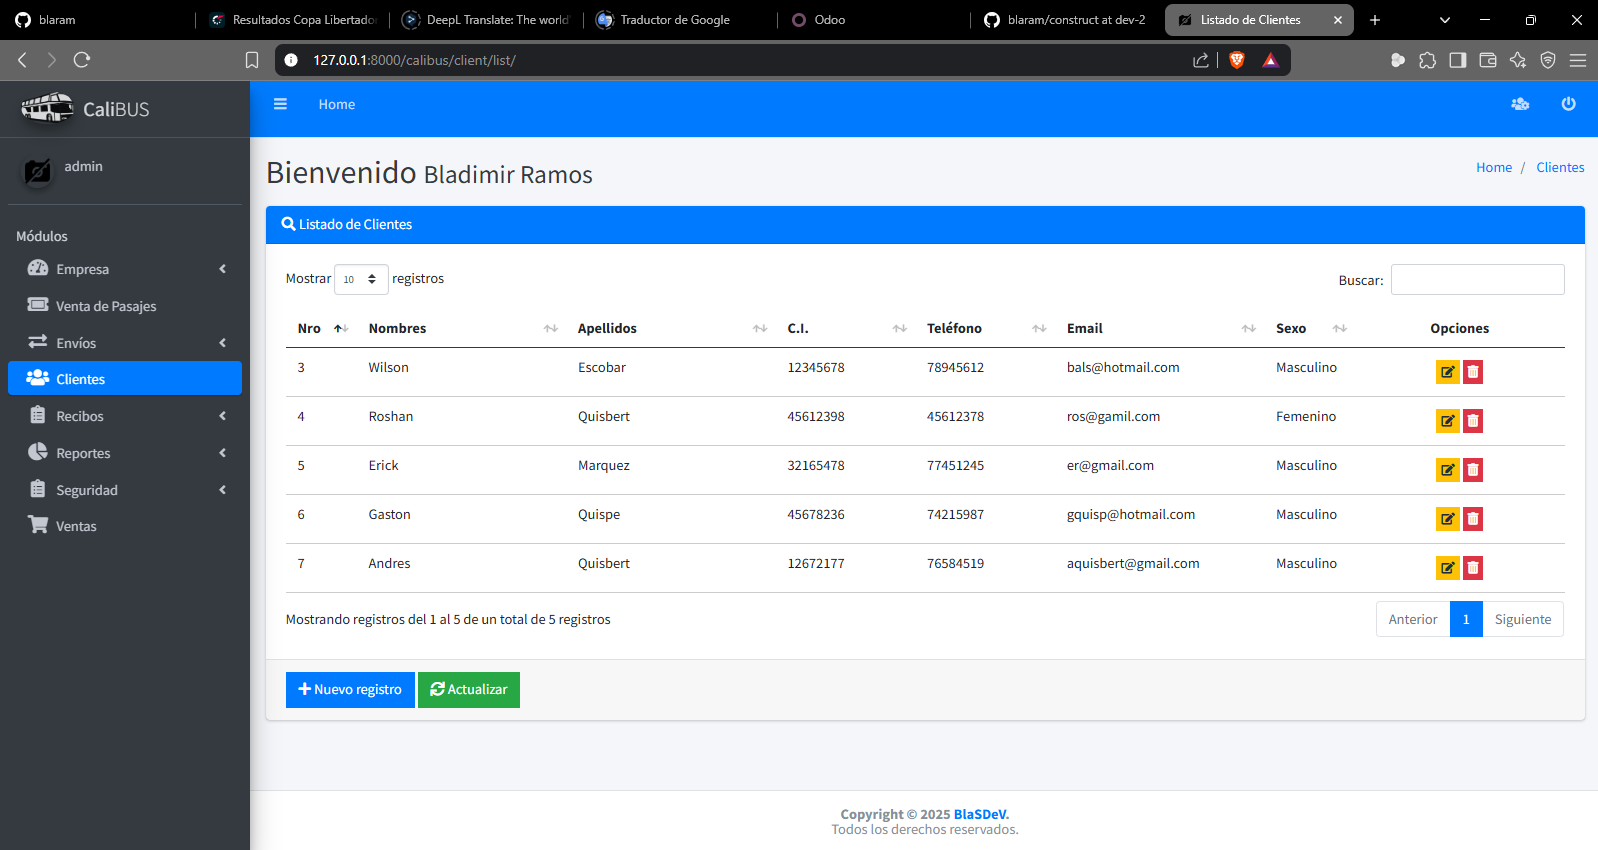 blaram
Resultados Copa Libertador
DeepL Translate: The world'
Traductor de Google
Odoo
blaram/construct at dev-2
Listado de Clientes
127.0.0.1:8000/calibus/client/list/
CaliBUS
Home
admin
Bienvenido Bladimir Ramos
Home / Clientes
Módulos
Empresa
Venta de Pasajes
Envíos
Clientes
Recibos
Reportes
Seguridad
Ventas
Listado de Clientes
Mostrar 10 registros
Buscar:
Nro Nombres Apellidos C.I. Teléfono Email Sexo Opciones
3 Wilson Escobar 12345678 78945612 bals@hotmail.com Masculino
4 Roshan Quisbert 45612398 45612378 ros@gamil.com Femenino
5 Erick Marquez 32165478 77451245 er@gmail.com Masculino
6 Gaston Quispe 45678236 74215987 gquisp@hotmail.com Masculino
7 Andres Quisbert 12672177 76584519 aquisbert@gmail.com Masculino
Mostrando registros del 1 al 5 de un total de 5 registros
Anterior 1 Siguiente
Nuevo registro Actualizar
Copyright © 2025 BlaSDeV.
Todos los derechos reservados.